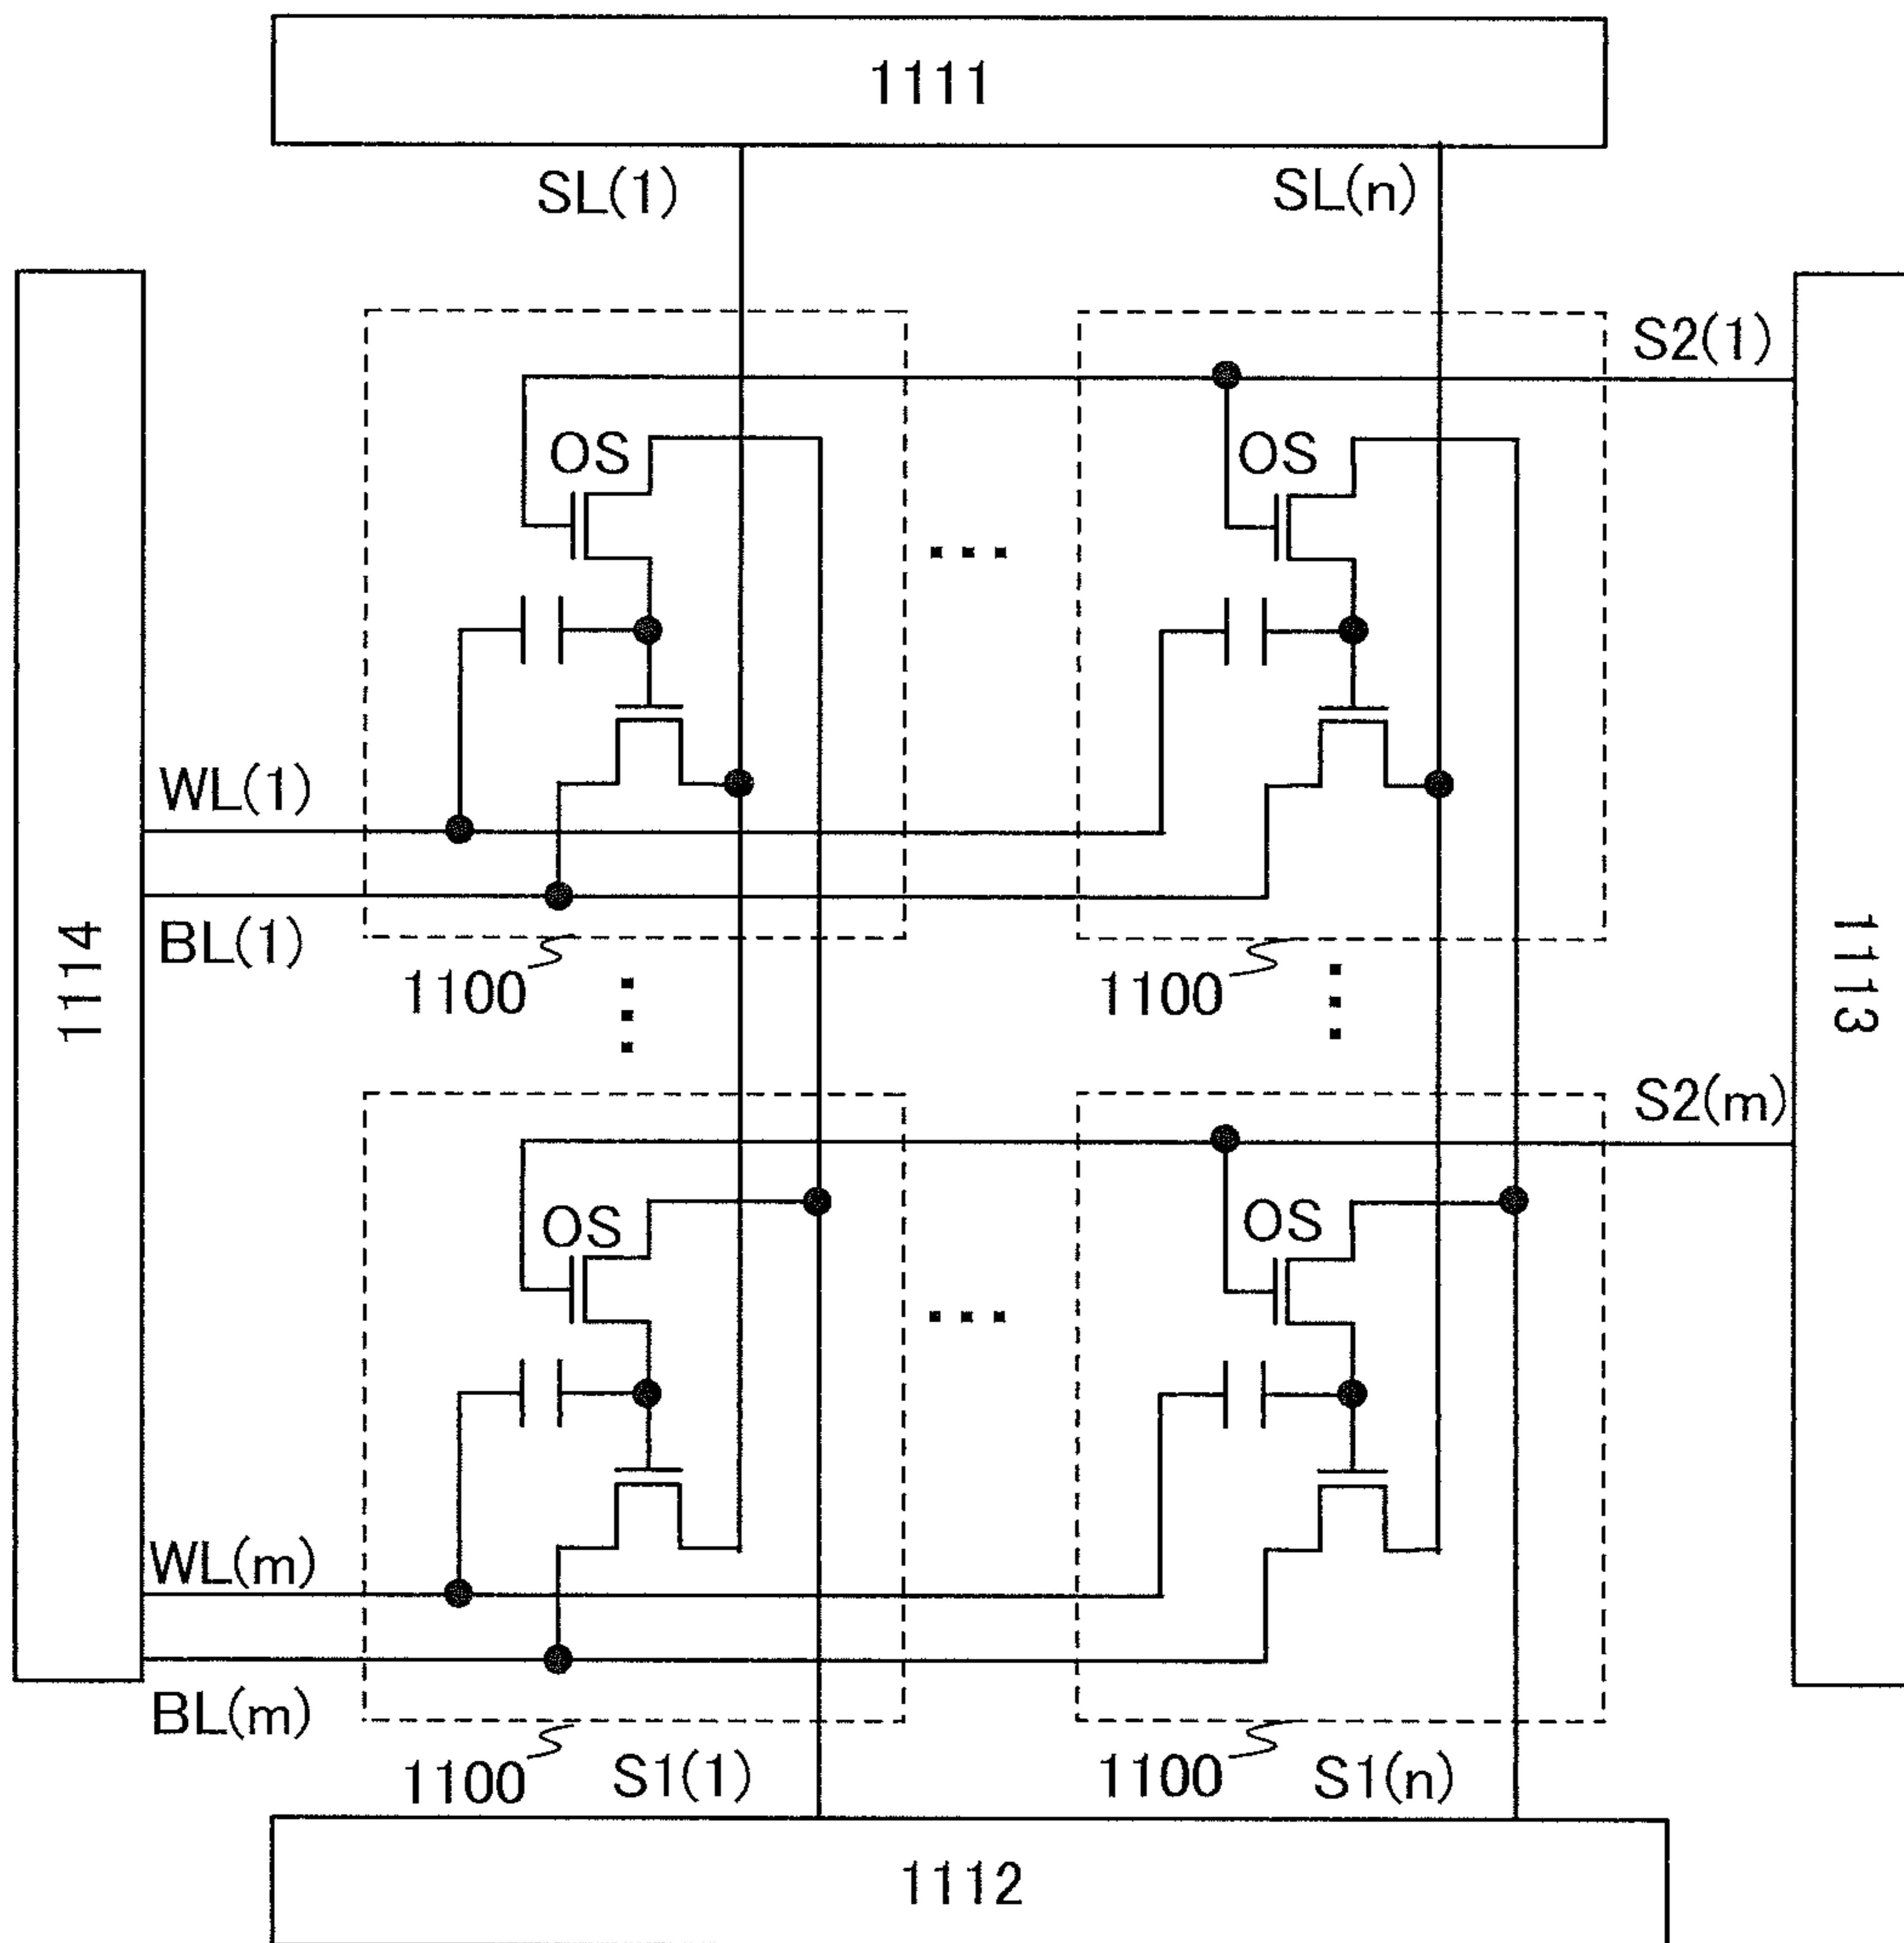 1111
SL(1)
SL(n)
S2(1)
OS
OS
WL(1)
BL(1)
1114
1113
1100
1100
S2(m)
OS
OS
WL(m)
BL(m)
1100
S1(1)
1100
S1(n)
1112